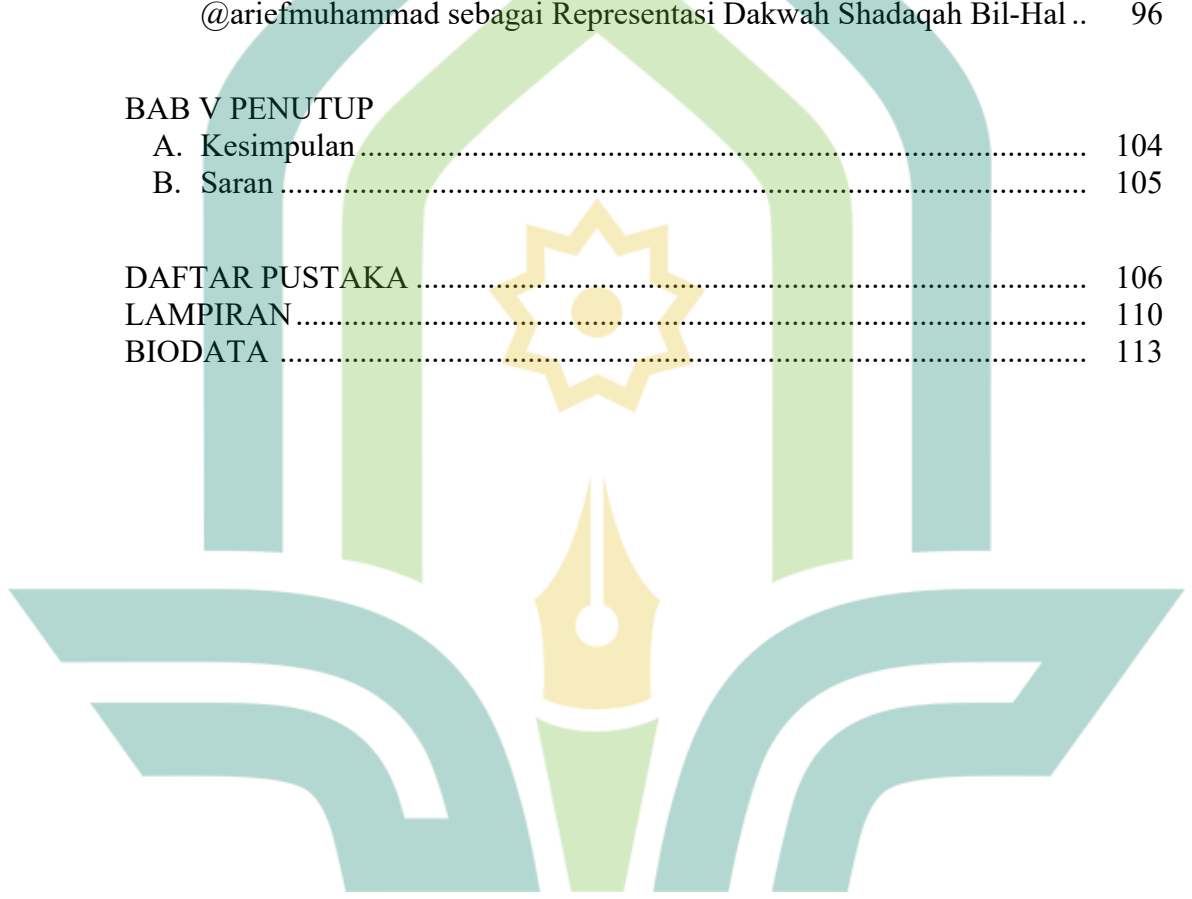 @ariefmuhammad sebagai Representasi Dakwah Shadaqah Bil-Hal .. 96
BAB V PENUTUP
A. Kesimpulan ........................................................................................ 104
B. Saran ................................................................................................. 105
DAFTAR PUSTAKA .................................................................................. 106
LAMPIRAN ................................................................................................ 110
BIODATA .................................................................................................. 113